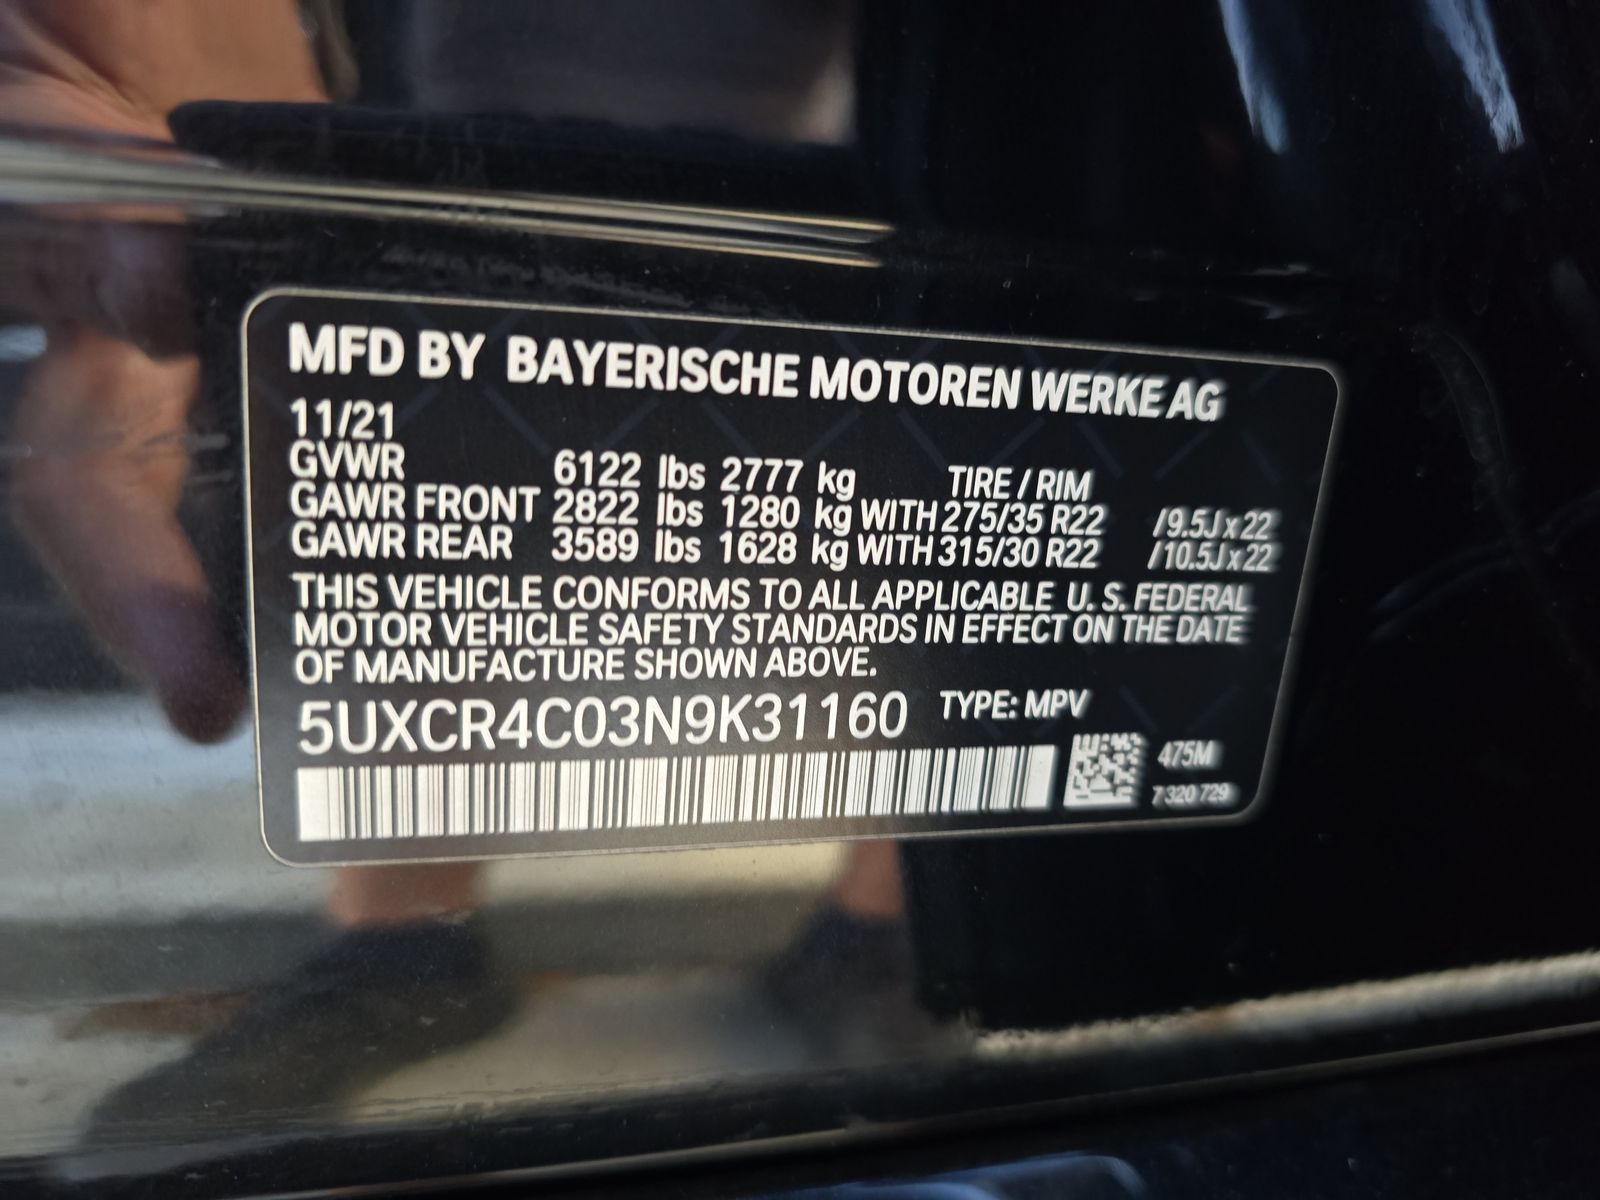 MFD BY BAYERISCHE MOTOREN WERKE AG
11/21
GVWR 6122 lbs 2777 kg TIRE / RIM
GAWR FRONT 2822 lbs 1280 kg WITH 275/35 R22 /9.5J x 22
GAWR REAR 3589 lbs 1628 kg WITH 315/30 R22 /10.5J x 22
THIS VEHICLE CONFORMS TO ALL APPLICABLE U. S. FEDERAL
MOTOR VEHICLE SAFETY STANDARDS IN EFFECT ON THE DATE
OF MANUFACTURE SHOWN ABOVE.
5UXCR4C03N9K31160 TYPE: MPV
475M
7 320 729